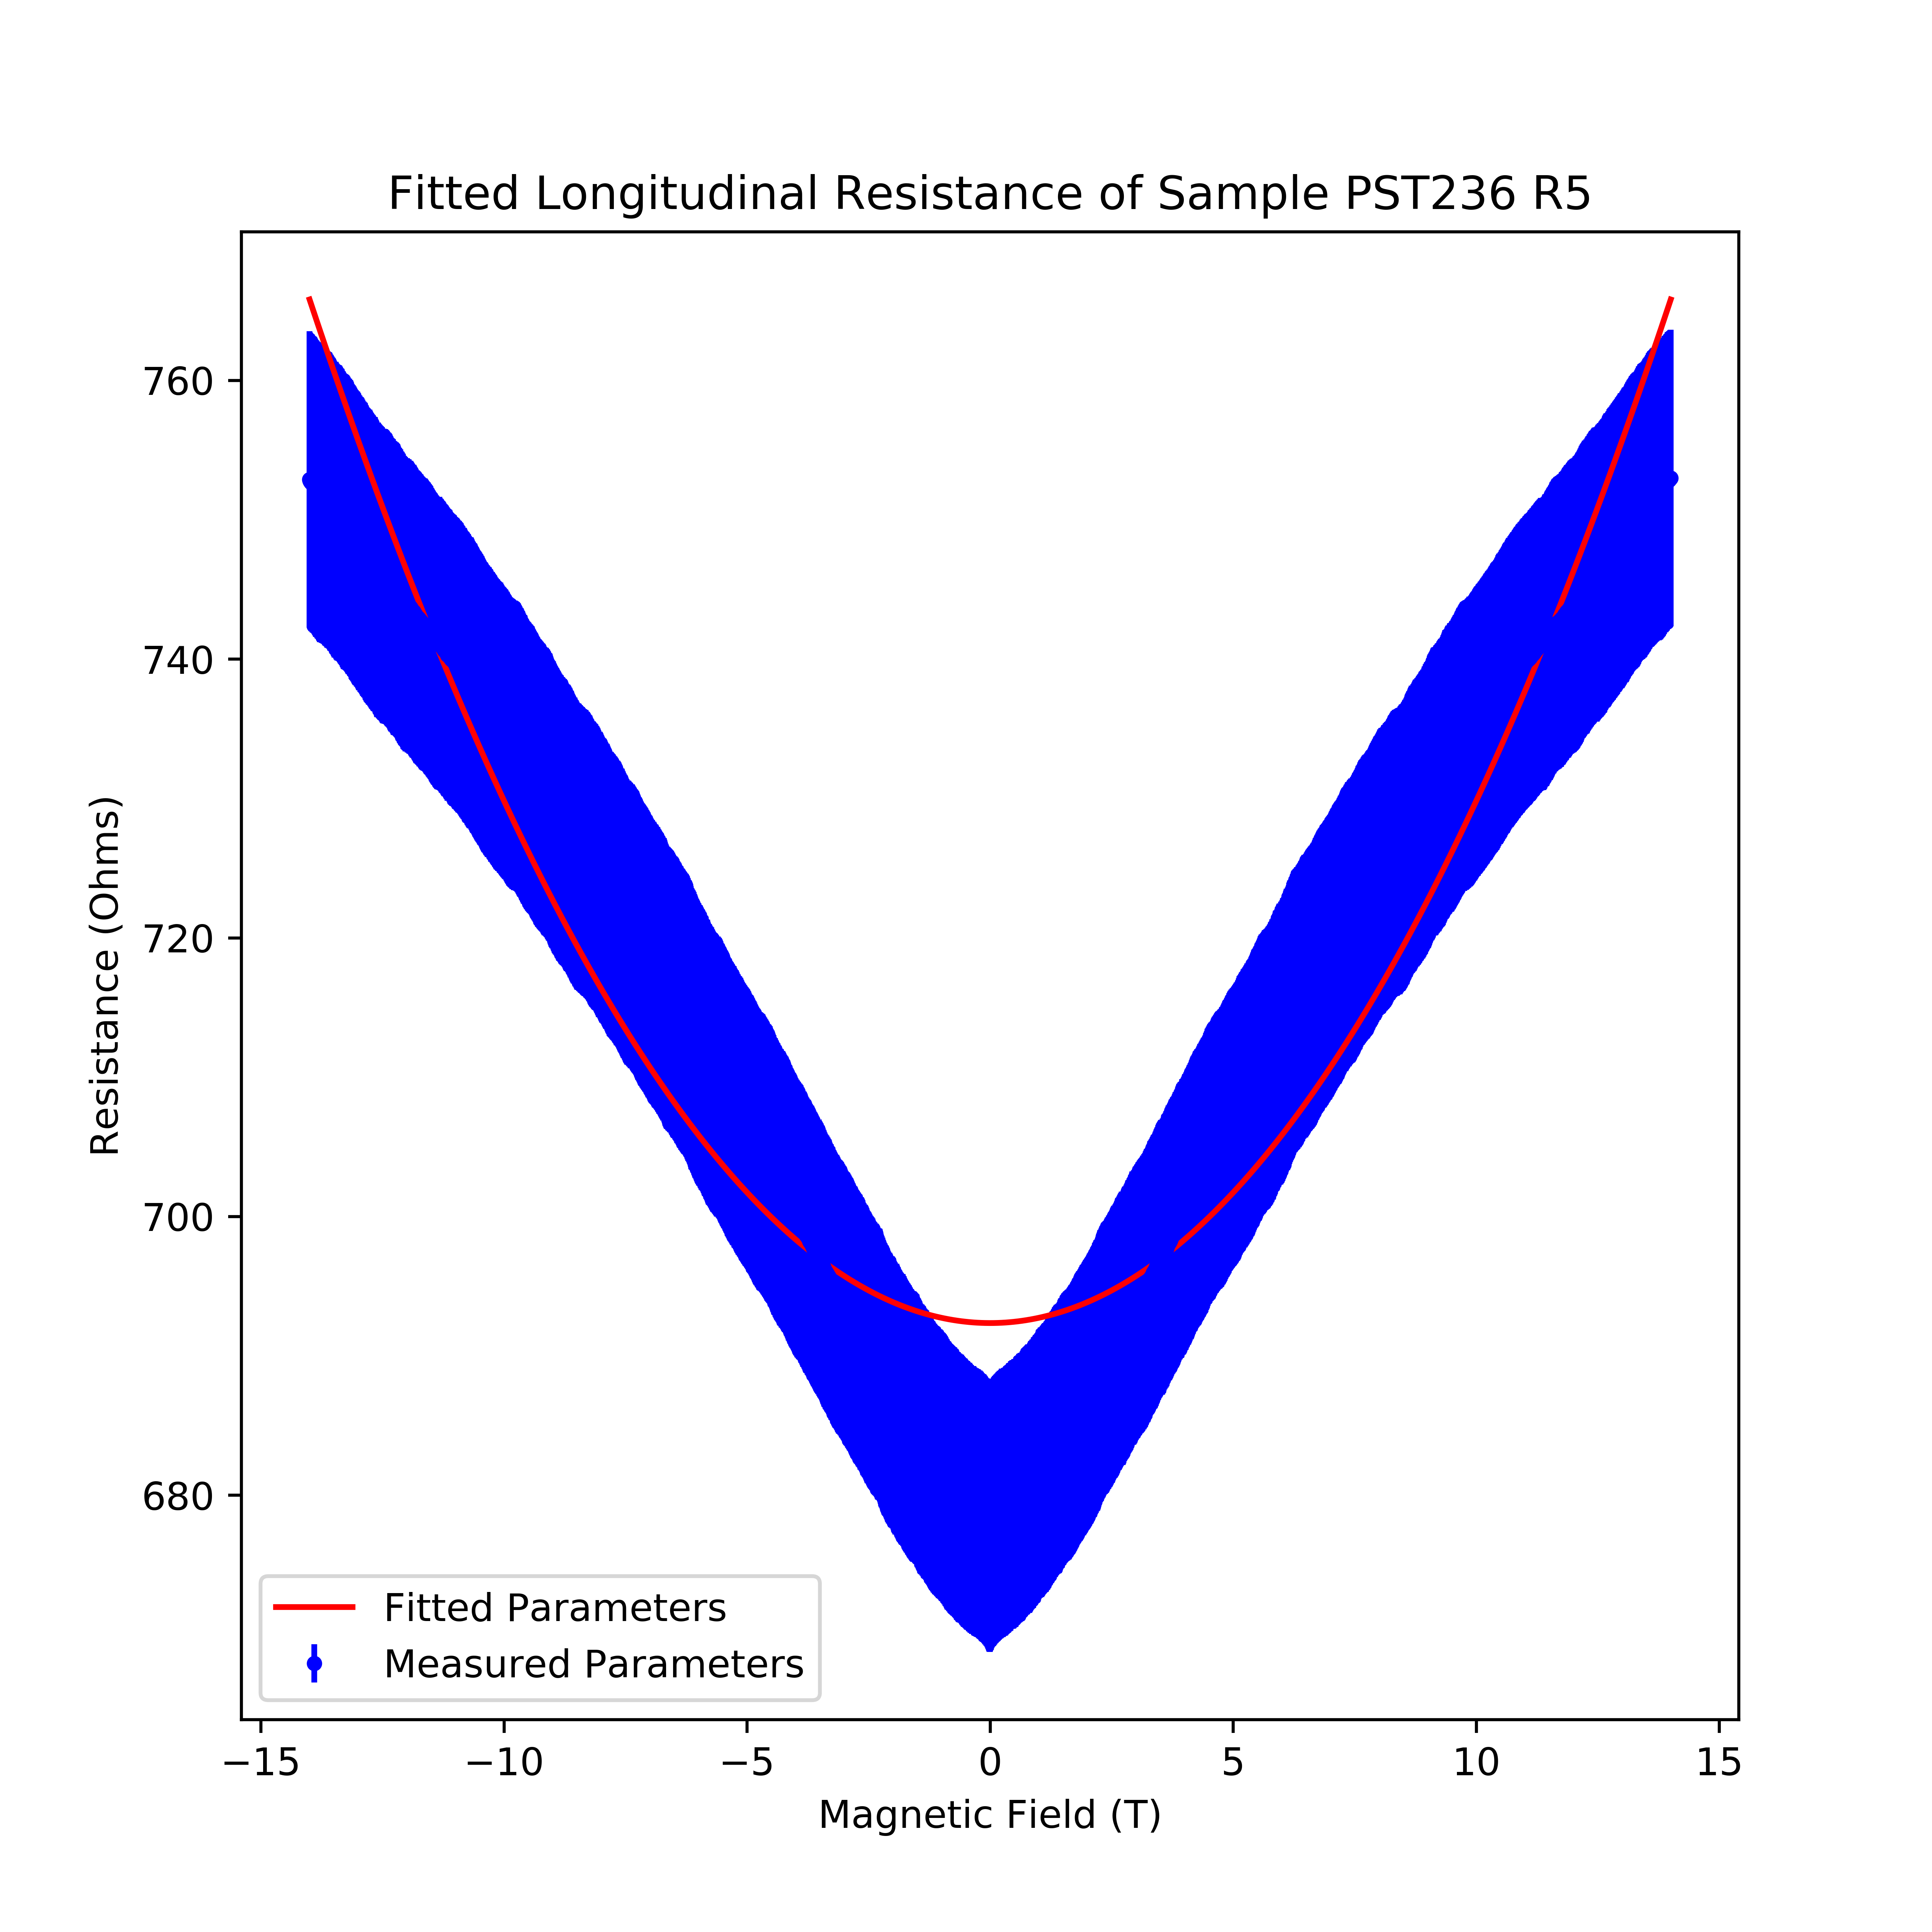 Fitted Longitudinal Resistance of Sample PST236 R5
760
740
720
700
680
Resistance (Ohms)
Fitted Parameters
Measured Parameters
−15 −10 −5 0 5 10 15
Magnetic Field (T)